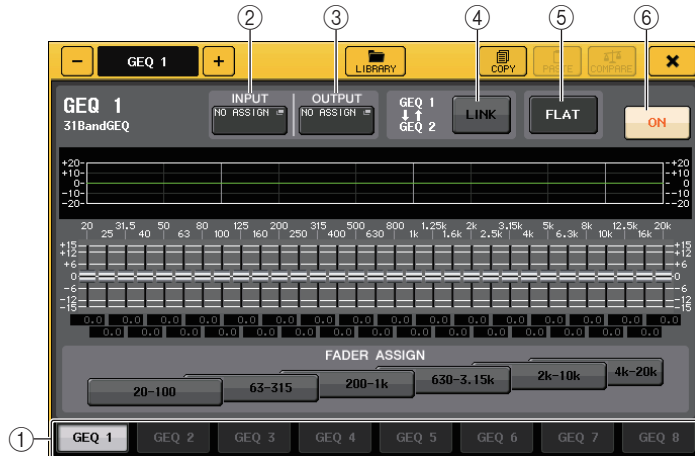 ② ③ ④ ⑤ ⑥
− GEQ 1 + LIBRARY COPY PASTE COMPARE ×
GEQ 1
31BandGEQ
INPUT
NO ASSIGN
OUTPUT
NO ASSIGN
GEQ 1
↓↑
GEQ 2
LINK
FLAT
ON
+20 +20
+10 +10
0 0
−10 −10
−20 −20
20 31.5 50 80 125 200 315 500 800 1.25k 2k 3.15k 5k 8k 12.5k 20k
25 40 63 100 160 250 400 630 1k 1.6k 2.5k 4k 6.3k 10k 16k
+15 +15
+12 +12
+6 +6
0 0
−6 −6
−12 −12
−15 −15
0.0 0.0 0.0 0.0 0.0 0.0 0.0 0.0 0.0 0.0 0.0 0.0 0.0 0.0 0.0 0.0
0.0 0.0 0.0 0.0 0.0 0.0 0.0 0.0 0.0 0.0 0.0 0.0 0.0 0.0 0.0
FADER ASSIGN
20-100 63-315 200-1k 630-3.15k 2k-10k 4k-20k
① GEQ 1 GEQ 2 GEQ 3 GEQ 4 GEQ 5 GEQ 6 GEQ 7 GEQ 8